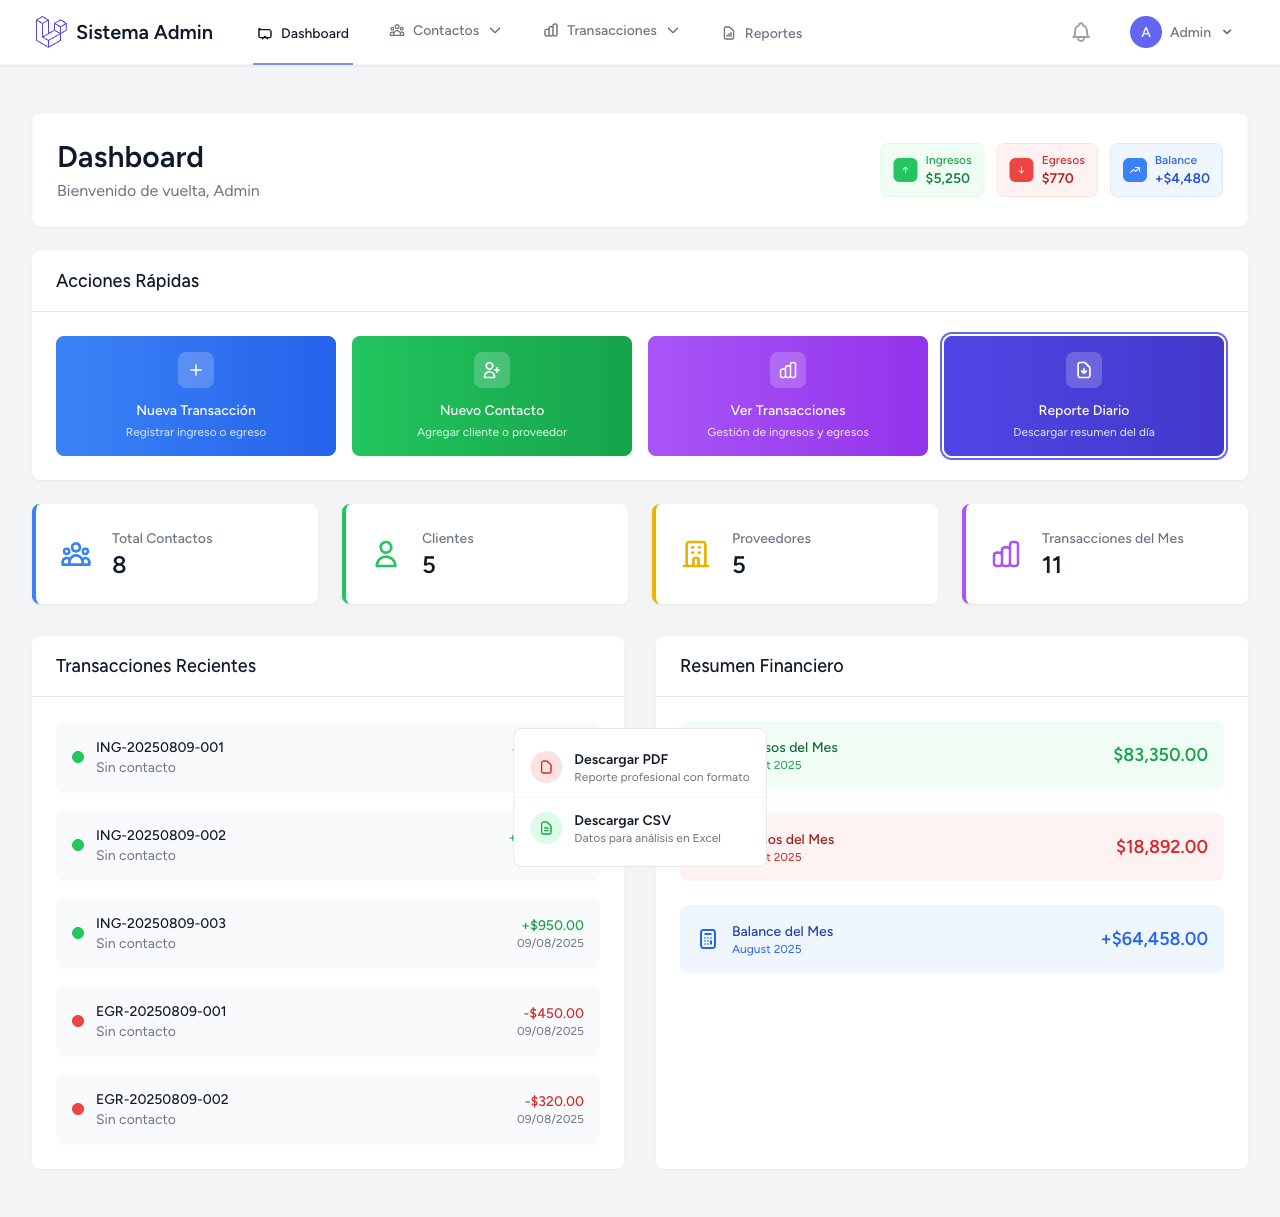 Sistema Admin
Dashboard
Contactos
Transacciones
Reportes
A
Admin
Dashboard
Bienvenido de vuelta, Admin
Ingresos
$5,250
Egresos
$770
Balance
+$4,480
Acciones Rápidas
Nueva Transacción
Registrar ingreso o egreso
Nuevo Contacto
Agregar cliente o proveedor
Ver Transacciones
Gestión de ingresos y egresos
Reporte Diario
Descargar resumen del día
Total Contactos
8
Clientes
5
Proveedores
5
Transacciones del Mes
11
Transacciones Recientes
ING-20250809-001
Sin contacto
ING-20250809-002
Sin contacto
ING-20250809-003
Sin contacto
+$950.00
09/08/2025
EGR-20250809-001
Sin contacto
-$450.00
09/08/2025
EGR-20250809-002
Sin contacto
-$320.00
09/08/2025
Descargar PDF
Reporte profesional con formato
Descargar CSV
Datos para análisis en Excel
Resumen Financiero
del Mes
2025
$83,350.00
del Mes
2025
$18,892.00
Balance del Mes
August 2025
+$64,458.00